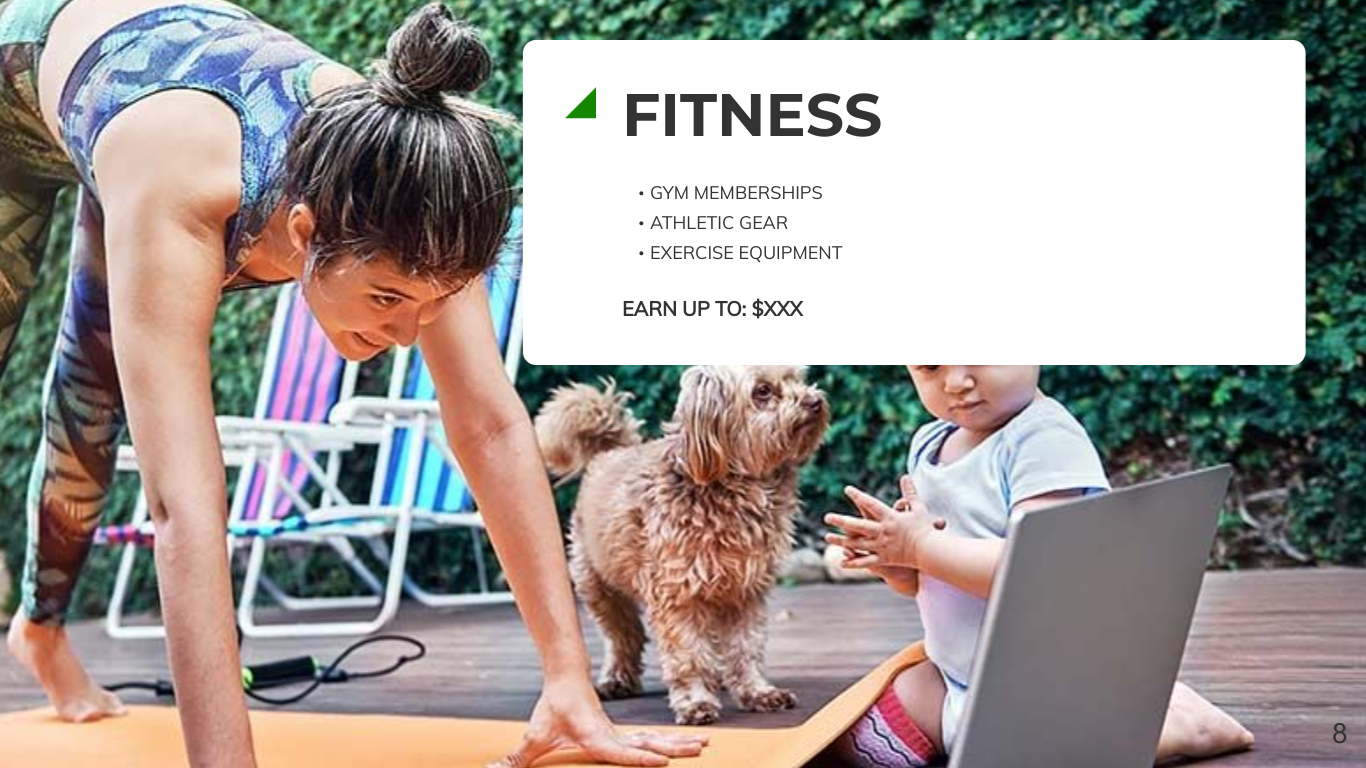 FITNESS
• GYM MEMBERSHIPS
• ATHLETIC GEAR
• EXERCISE EQUIPMENT
EARN UP TO: $XXX
8